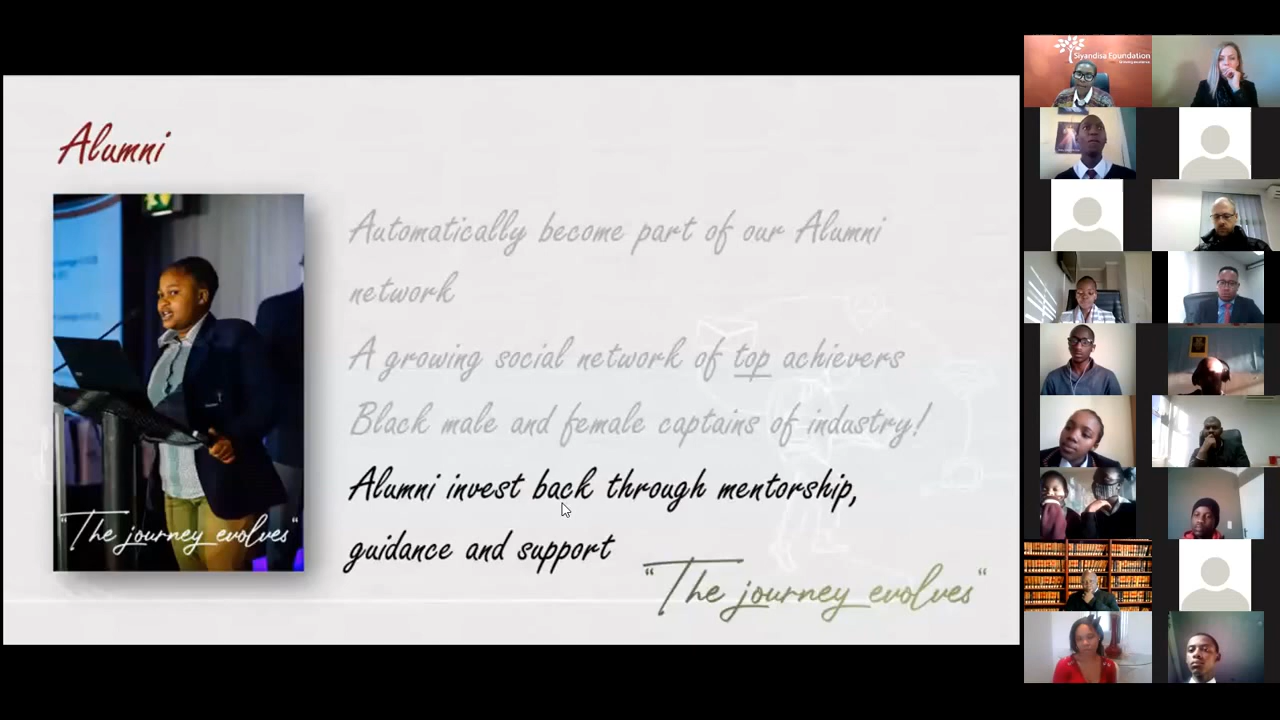 Alumni
Automatically become part of our Alumni
network
A growing social network of top achievers
Black male and female captains of industry!
Alumni invest back through mentorship,
guidance and support
"The journey evolves"
"The journey evolves"
Siyandisa Foundation